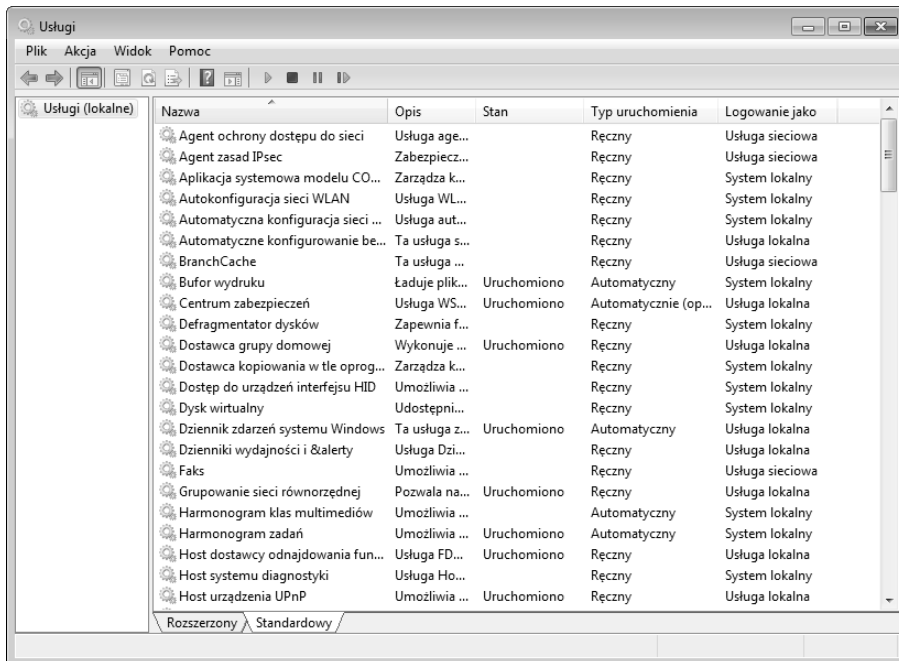 Usługi
Plik Akcja Widok Pomoc
Usługi (lokalne)
Nazwa Opis Stan Typ uruchomienia Logowanie jako
Agent ochrony dostępu do sieci Usługa age... Ręczny Usługa sieciowa
Agent zasad IPsec Zabezpiecz... Ręczny Usługa sieciowa
Aplikacja systemowa modelu CO... Zarządza k... Ręczny System lokalny
Autokonfiguracja sieci WLAN Usługa WL... Ręczny System lokalny
Automatyczna konfiguracja sieci ... Usługa aut... Ręczny System lokalny
Automatyczne konfigurowanie be... Ta usługa s... Ręczny Usługa lokalna
BranchCache Ta usługa ... Ręczny Usługa sieciowa
Bufor wydruku Ładuje plik... Uruchomiono Automatyczny System lokalny
Centrum zabezpieczeń Usługa WS... Uruchomiono Automatycznie (op... Usługa lokalna
Defragmentator dysków Zapewnia f... Ręczny System lokalny
Dostawca grupy domowej Wykonuje ... Uruchomiono Ręczny Usługa lokalna
Dostawca kopiowania w tle oprog... Zarządza k... Ręczny System lokalny
Dostęp do urządzeń interfejsu HID Umożliwia ... Ręczny System lokalny
Dysk wirtualny Udostępni... Ręczny System lokalny
Dziennik zdarzeń systemu Windows Ta usługa z... Uruchomiono Automatyczny Usługa lokalna
Dzienniki wydajności i &alerty Usługa Dzi... Ręczny Usługa lokalna
Faks Umożliwia ... Ręczny Usługa sieciowa
Grupowanie sieci równorzędnej Pozwala na... Uruchomiono Ręczny Usługa lokalna
Harmonogram klas multimediów Umożliwia ... Automatyczny System lokalny
Harmonogram zadań Umożliwia ... Uruchomiono Automatyczny System lokalny
Host dostawcy odnajdowania fun... Usługa FD... Uruchomiono Ręczny Usługa lokalna
Host systemu diagnostyki Usługa Ho... Ręczny System lokalny
Host urządzenia UPnP Umożliwia ... Uruchomiono Ręczny Usługa lokalna
Rozszerzony Standardowy